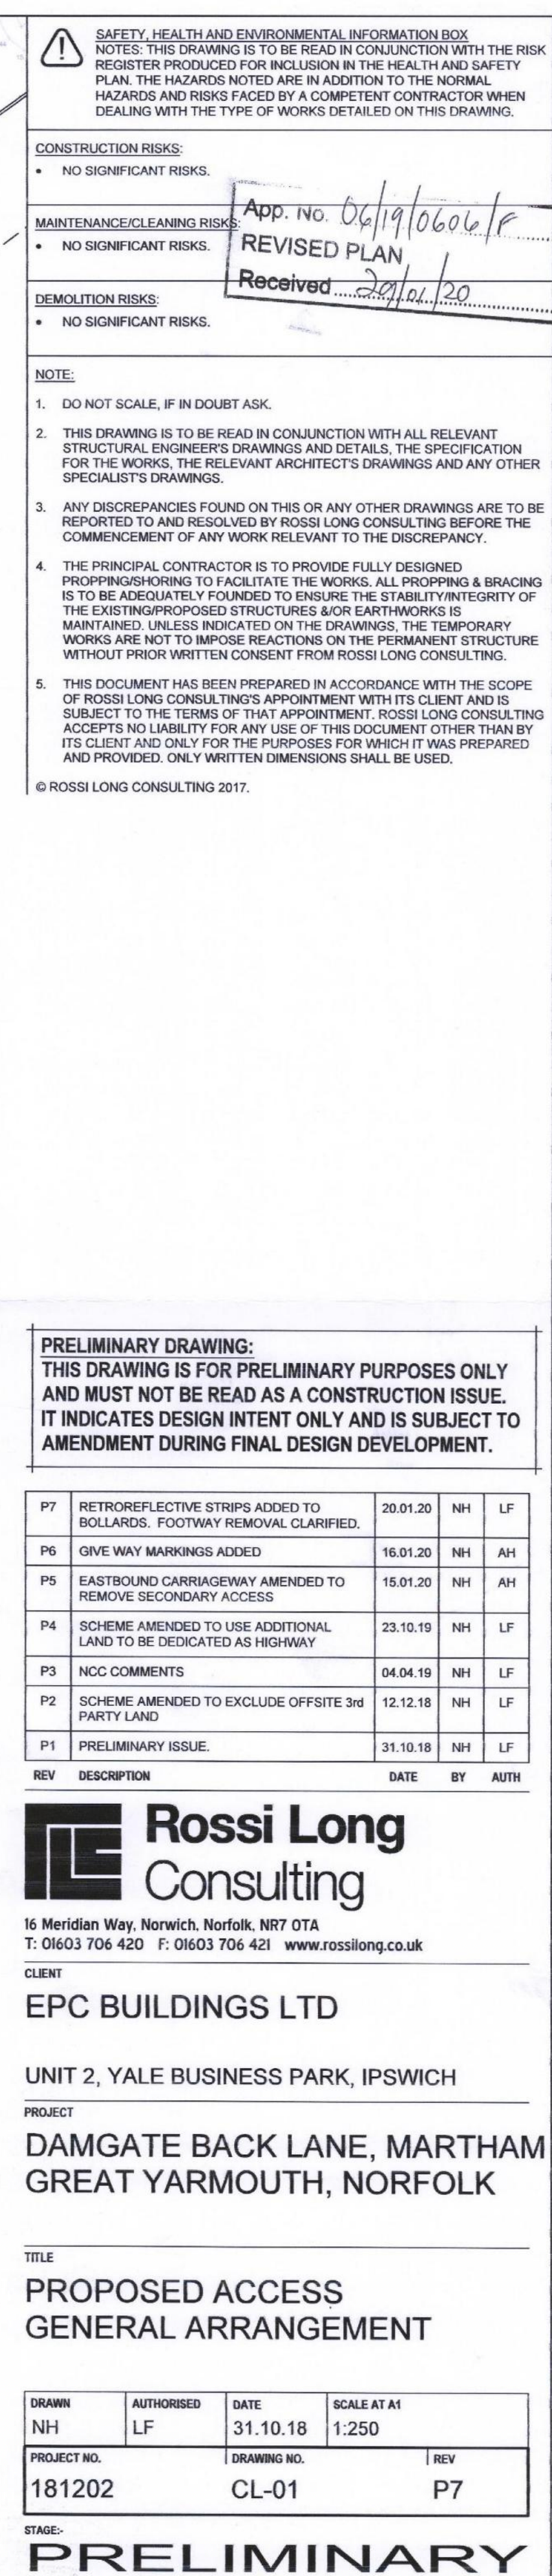 SAFETY, HEALTH AND ENVIRONMENTAL INFORMATION BOX
NOTES: THIS DRAWING IS TO BE READ IN CONJUNCTION WITH THE RISK
REGISTER PRODUCED FOR INCLUSION IN THE HEALTH AND SAFETY
PLAN. THE HAZARDS NOTED ARE IN ADDITION TO THE NORMAL
HAZARDS AND RISKS FACED BY A COMPETENT CONTRACTOR WHEN
DEALING WITH THE TYPE OF WORKS DETAILED ON THIS DRAWING.
CONSTRUCTION RISKS:
• NO SIGNIFICANT RISKS.
App. No. 06/19/0606/F
REVISED PLAN
Received 29/01/20
MAINTENANCE/CLEANING RISKS:
• NO SIGNIFICANT RISKS.
DEMOLITION RISKS:
• NO SIGNIFICANT RISKS.
NOTE:
1. DO NOT SCALE, IF IN DOUBT ASK.
2. THIS DRAWING IS TO BE READ IN CONJUNCTION WITH ALL RELEVANT
STRUCTURAL ENGINEER'S DRAWINGS AND DETAILS, THE SPECIFICATION
FOR THE WORKS, THE RELEVANT ARCHITECT'S DRAWINGS AND ANY OTHER
SPECIALIST'S DRAWINGS.
3. ANY DISCREPANCIES FOUND ON THIS OR ANY OTHER DRAWINGS ARE TO BE
REPORTED TO AND RESOLVED BY ROSSI LONG CONSULTING BEFORE THE
COMMENCEMENT OF ANY WORK RELEVANT TO THE DISCREPANCY.
4. THE PRINCIPAL CONTRACTOR IS TO PROVIDE FULLY DESIGNED
PROPPING/SHORING TO FACILITATE THE WORKS. ALL PROPPING & BRACING
IS TO BE ADEQUATELY FOUNDED TO ENSURE THE STABILITY/INTEGRITY OF
THE EXISTING/PROPOSED STRUCTURES &/OR EARTHWORKS IS
MAINTAINED. UNLESS INDICATED ON THE DRAWINGS, THE TEMPORARY
WORKS ARE NOT TO IMPOSE REACTIONS ON THE PERMANENT STRUCTURE
WITHOUT PRIOR WRITTEN CONSENT FROM ROSSI LONG CONSULTING.
5. THIS DOCUMENT HAS BEEN PREPARED IN ACCORDANCE WITH THE SCOPE
OF ROSSI LONG CONSULTING'S APPOINTMENT WITH ITS CLIENT AND IS
SUBJECT TO THE TERMS OF THAT APPOINTMENT. ROSSI LONG CONSULTING
ACCEPTS NO LIABILITY FOR ANY USE OF THIS DOCUMENT OTHER THAN BY
ITS CLIENT AND ONLY FOR THE PURPOSES FOR WHICH IT WAS PREPARED
AND PROVIDED. ONLY WRITTEN DIMENSIONS SHALL BE USED.
© ROSSI LONG CONSULTING 2017.
PRELIMINARY DRAWING:
THIS DRAWING IS FOR PRELIMINARY PURPOSES ONLY
AND MUST NOT BE READ AS A CONSTRUCTION ISSUE.
IT INDICATES DESIGN INTENT ONLY AND IS SUBJECT TO
AMENDMENT DURING FINAL DESIGN DEVELOPMENT.
P7 RETROREFLECTIVE STRIPS ADDED TO 20.01.20 NH LF
BOLLARDS. FOOTWAY REMOVAL CLARIFIED.
P6 GIVE WAY MARKINGS ADDED 16.01.20 NH AH
P5 EASTBOUND CARRIAGEWAY AMENDED TO 15.01.20 NH AH
REMOVE SECONDARY ACCESS
P4 SCHEME AMENDED TO USE ADDITIONAL 23.10.19 NH LF
LAND TO BE DEDICATED AS HIGHWAY
P3 NCC COMMENTS 04.04.19 NH LF
P2 SCHEME AMENDED TO EXCLUDE OFFSITE 3rd 12.12.18 NH LF
PARTY LAND
P1 PRELIMINARY ISSUE. 31.10.18 NH LF
REV DESCRIPTION DATE BY AUTH
Rossi Long
Consulting
16 Meridian Way, Norwich, Norfolk, NR7 0TA
T: 01603 706 420 F: 01603 706 421 www.rossilong.co.uk
CLIENT
EPC BUILDINGS LTD
UNIT 2, YALE BUSINESS PARK, IPSWICH
PROJECT
DAMGATE BACK LANE, MARTHAM
GREAT YARMOUTH, NORFOLK
TITLE
PROPOSED ACCESS
GENERAL ARRANGEMENT
DRAWN AUTHORISED DATE SCALE AT A1
NH LF 31.10.18 1:250
PROJECT NO. DRAWING NO. REV
181202 CL-01 P7
STAGE:-
PRELIMINARY